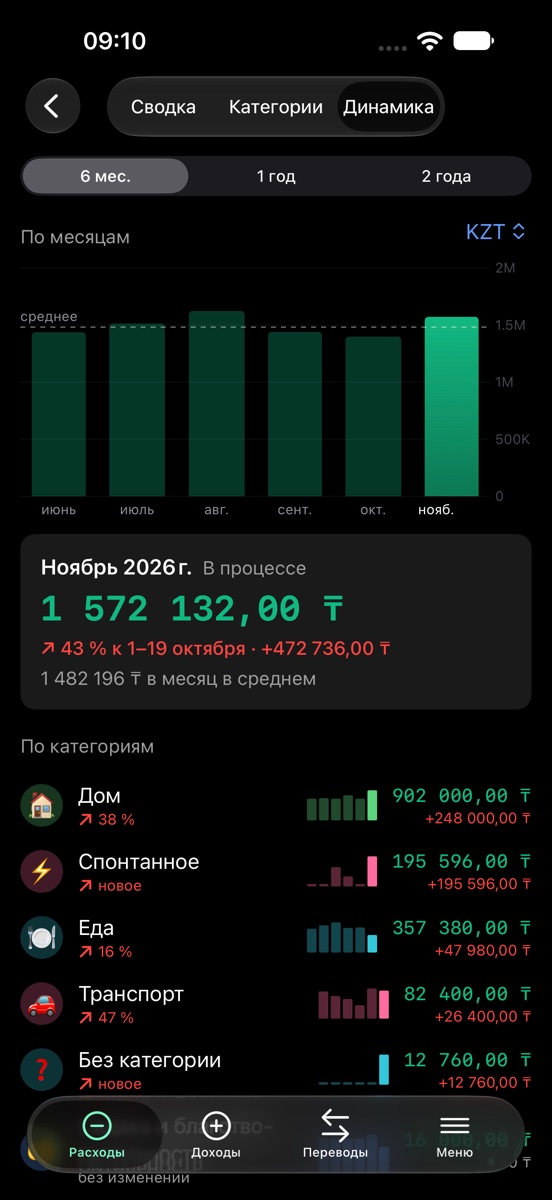 09:10
Сводка Категории Динамика
6 мес. 1 год 2 года
По месяцам KZT
2M
среднее
1.5M
1M
500K
0
июнь июль авг. сент. окт. нояб.
Ноябрь 2026 г. В процессе
1 572 132,00 ₸
↗ 43 % к 1–19 октября · +472 736,00 ₸
1 482 196 ₸ в месяц в среднем
По категориям
Дом 902 000,00 ₸
↗ 38 % +248 000,00 ₸
Спонтанное 195 596,00 ₸
↗ новое +195 596,00 ₸
Еда 357 380,00 ₸
↗ 16 % +47 980,00 ₸
Транспорт 82 400,00 ₸
↗ 47 % +26 400,00 ₸
Без категории 12 760,00 ₸
↗ новое +12 760,00 ₸
Расходы Доходы Переводы Меню
без изменений